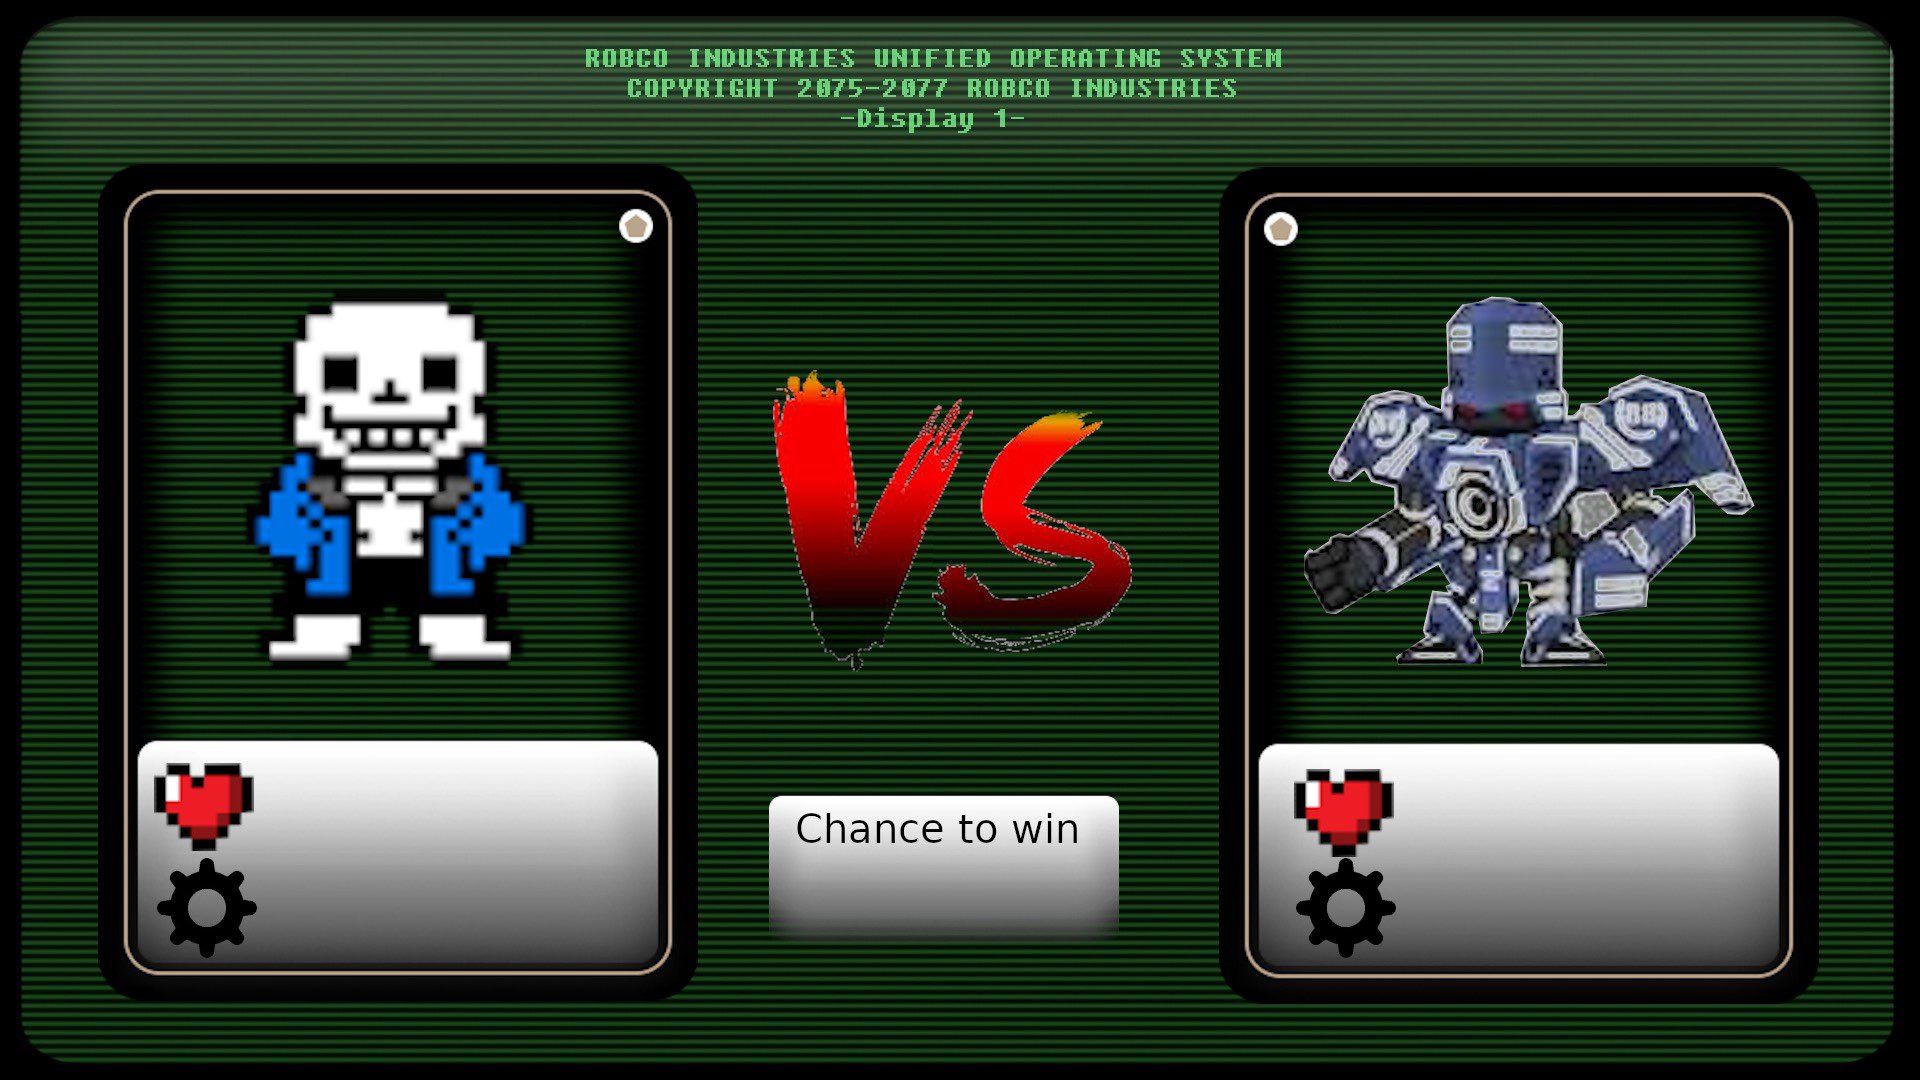 ROBCO INDUSTRIES UNIFIED OPERATING SYSTEM
COPYRIGHT 2075-2077 ROBCO INDUSTRIES
-Display 1-
VS
Chance to win